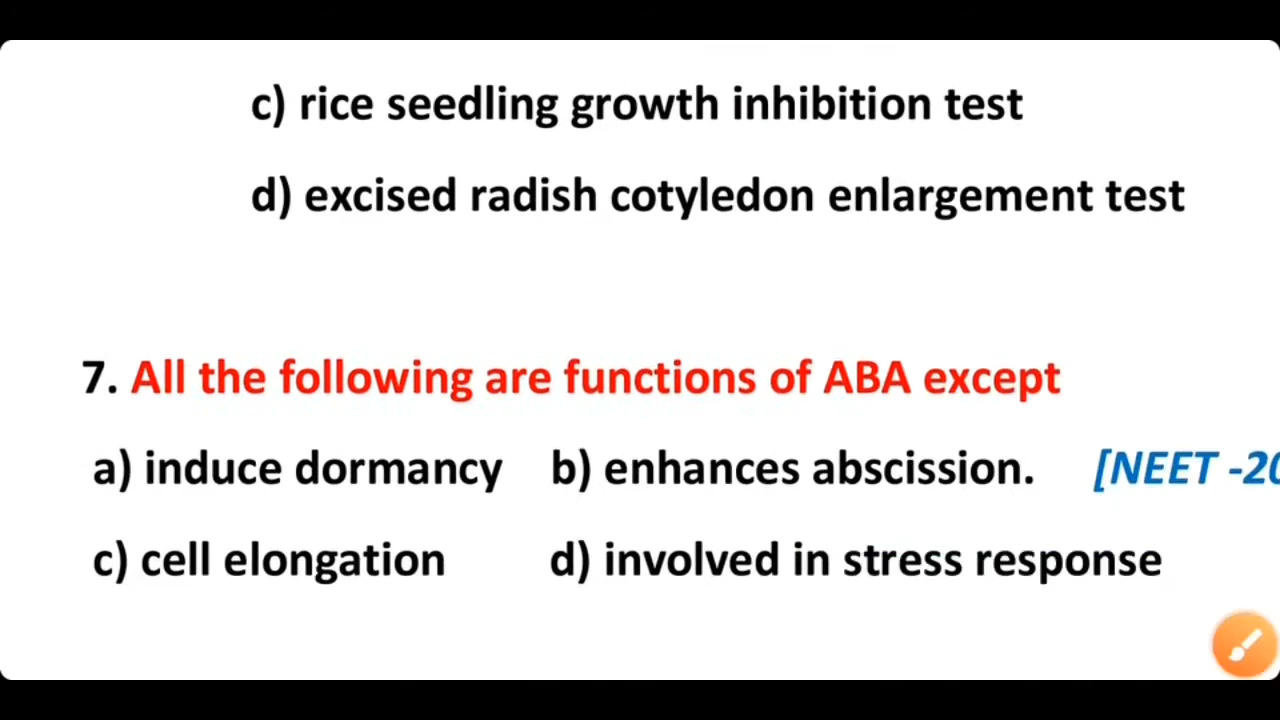 c) rice seedling growth inhibition test
d) excised radish cotyledon enlargement test
7. All the following are functions of ABA except
a) induce dormancy b) enhances abscission. [NEET -20
c) cell elongation d) involved in stress response